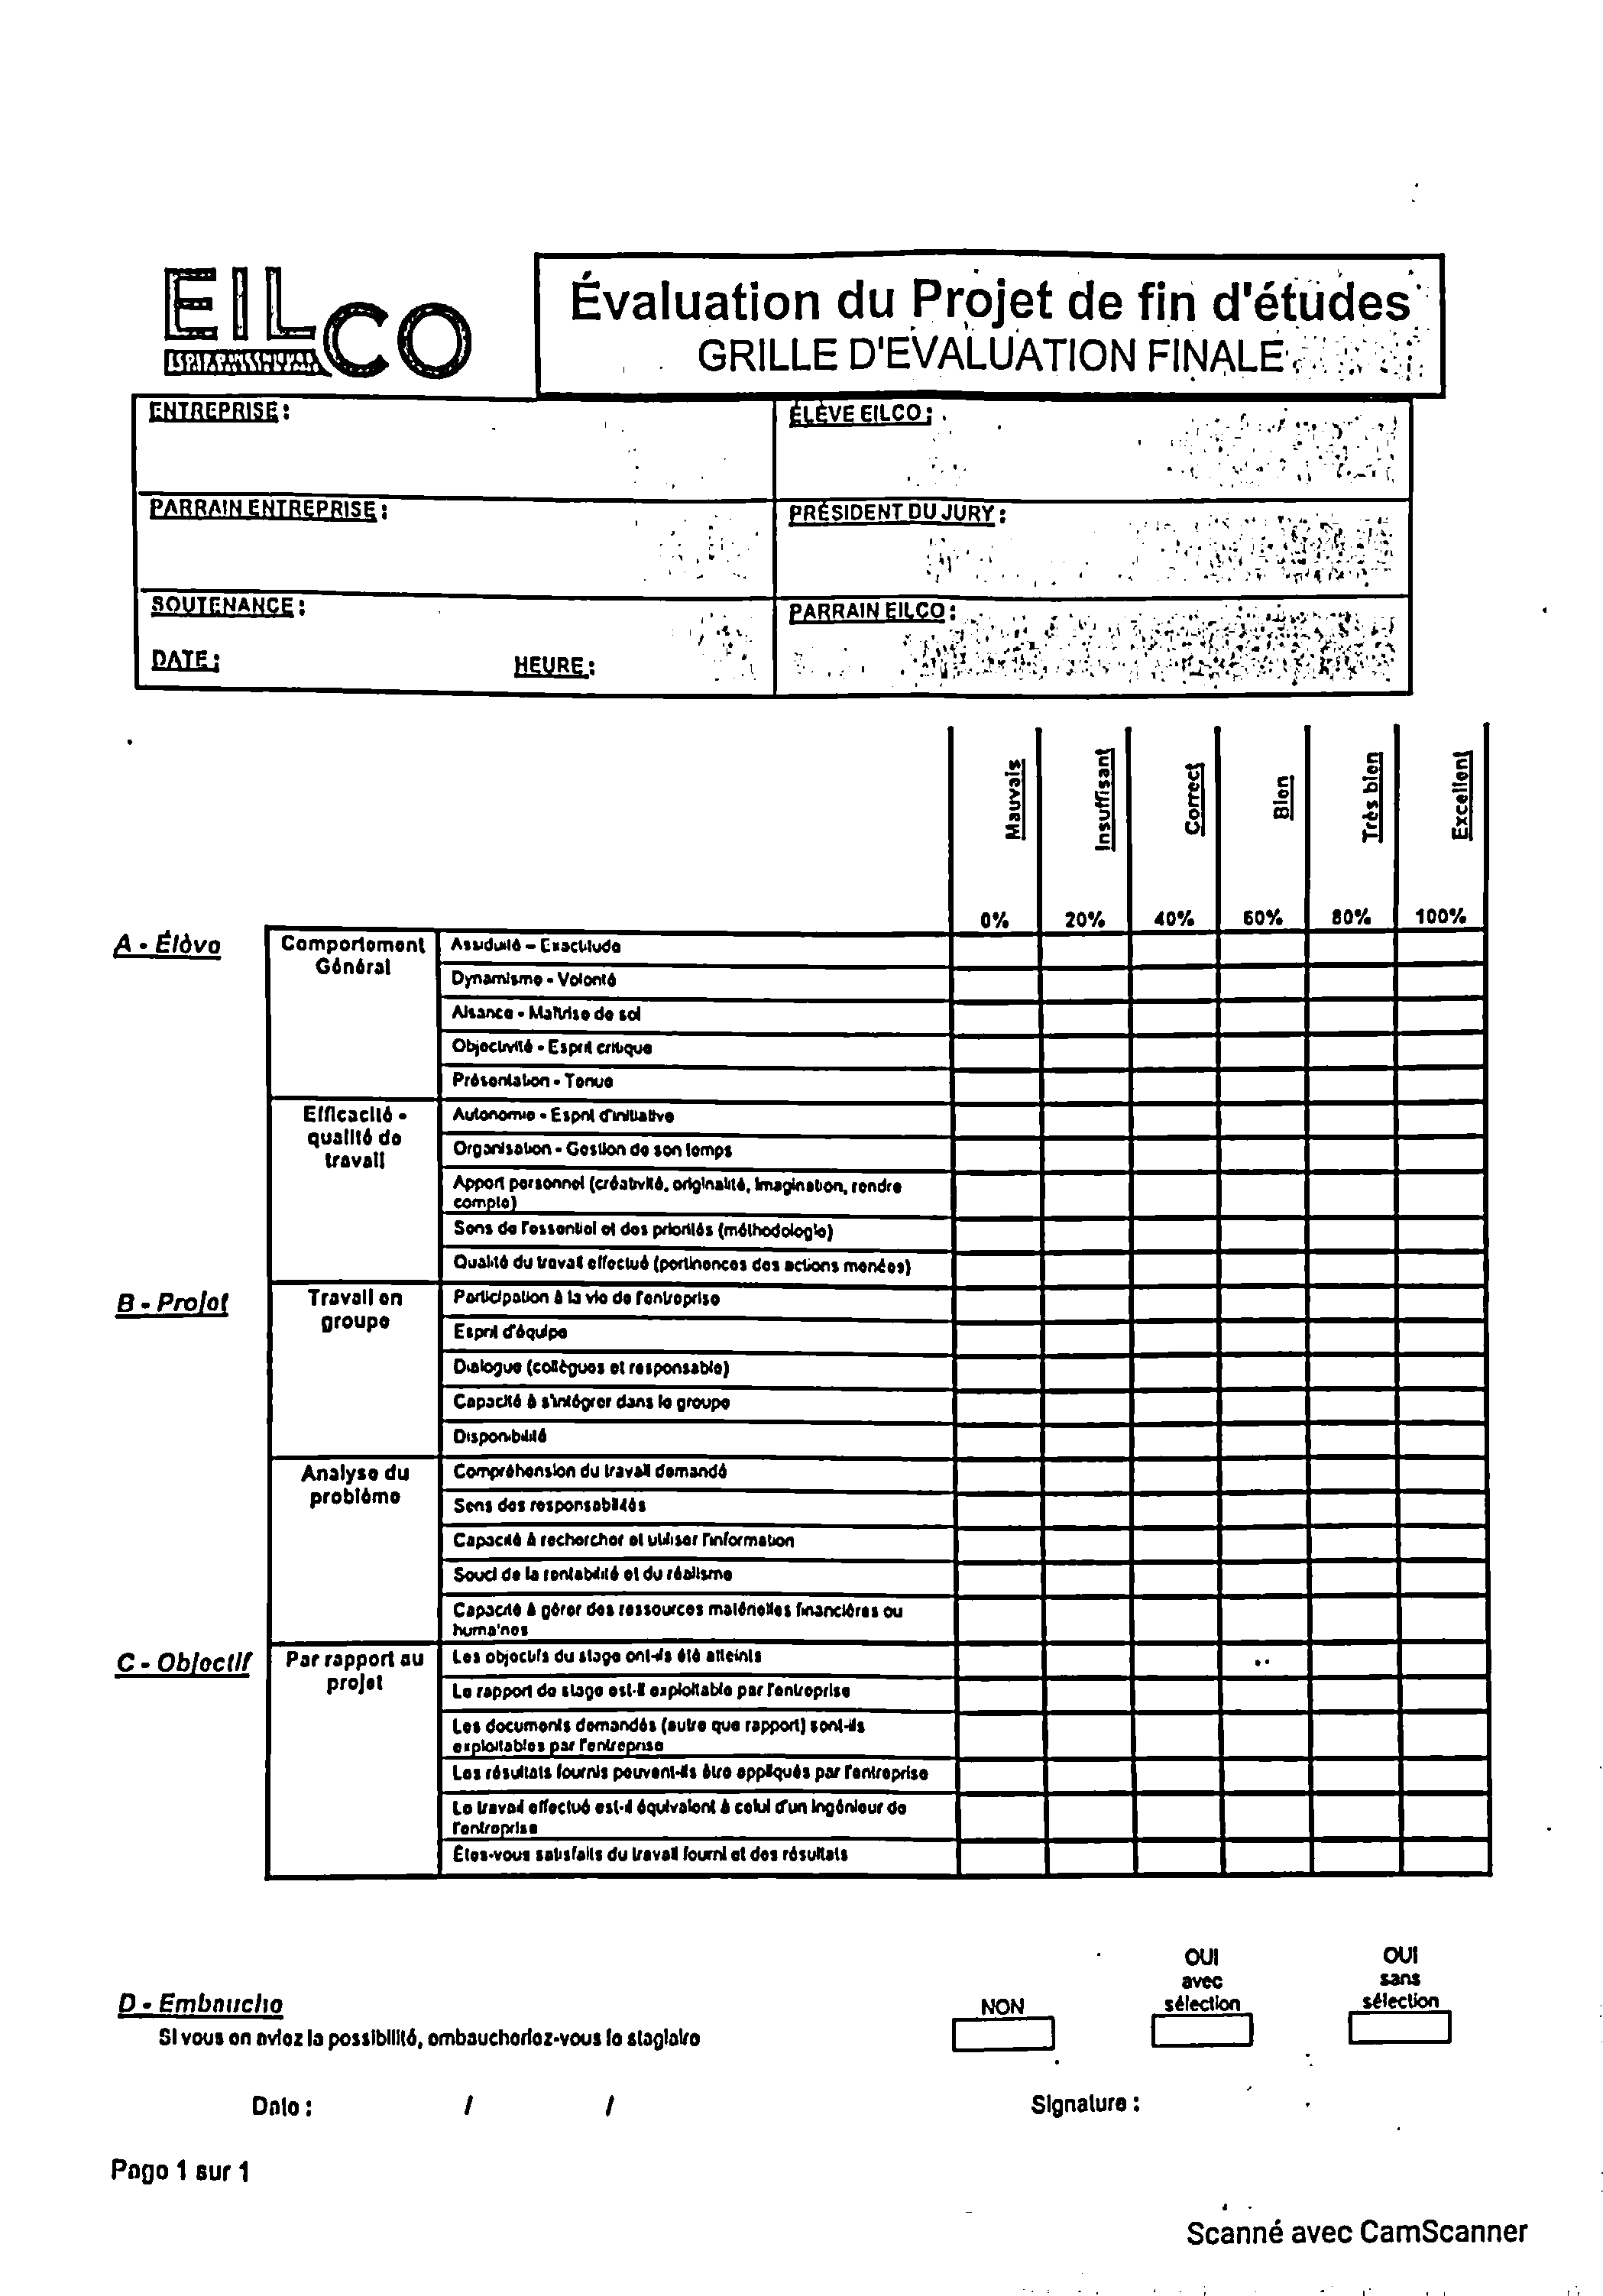 EILCO
Évaluation du Projet de fin d'études
GRILLE D'EVALUATION FINALE
ENTREPRISE :
ÉLÈVE EILCO :
PARRAIN ENTREPRISE :
PRÉSIDENT DU JURY :
SOUTENANCE :
PARRAIN EILCO :
DATE :
HEURE :
Mauvais
Insuffisant
Correct
Bien
Très bien
Excellent
0% 20% 40% 60% 80% 100%
A - Élève
Comportement
Général
Assiduité – Exactitude
Dynamisme - Volonté
Aisance - Maîtrise de soi
Objectivité - Esprit critique
Présentation - Tenue
Efficacité -
qualité de
travail
Autonomie - Esprit d'initiative
Organisation - Gestion de son temps
Apport personnel (créativité, originalité, imagination, rendre
compte)
Sens de l'essentiel et des priorités (méthodologie)
Qualité du travail effectué (pertinences des actions menées)
B - Projet
Travail en
groupe
Participation à la vie de l'entreprise
Esprit d'équipe
Dialogue (collègues et responsable)
Capacité à s'intégrer dans le groupe
Disponibilité
Analyse du
problème
Compréhension du travail demandé
Sens des responsabilités
Capacité à rechercher et utiliser l'information
Souci de la rentabilité et du réalisme
Capacité à gérer des ressources matérielles financières ou
humaines
C - Objectif
Par rapport au
projet
Les objectifs du stage ont-ils été atteints
Le rapport de stage est-il exploitable par l'entreprise
Les documents demandés (autre que rapport) sont-ils
exploitables par l'entreprise
Les résultats fournis peuvent-ils être appliqués par l'entreprise
Le travail effectué est-il équivalent à celui d'un ingénieur de
l'entreprise
Êtes-vous satisfaits du travail fourni et des résultats
D - Embauche
Si vous en aviez la possibilité, embaucheriez-vous le stagiaire
NON
OUI
avec
sélection
OUI
sans
sélection
Date : / /
Signature :
Page 1 sur 1
Scanné avec CamScanner